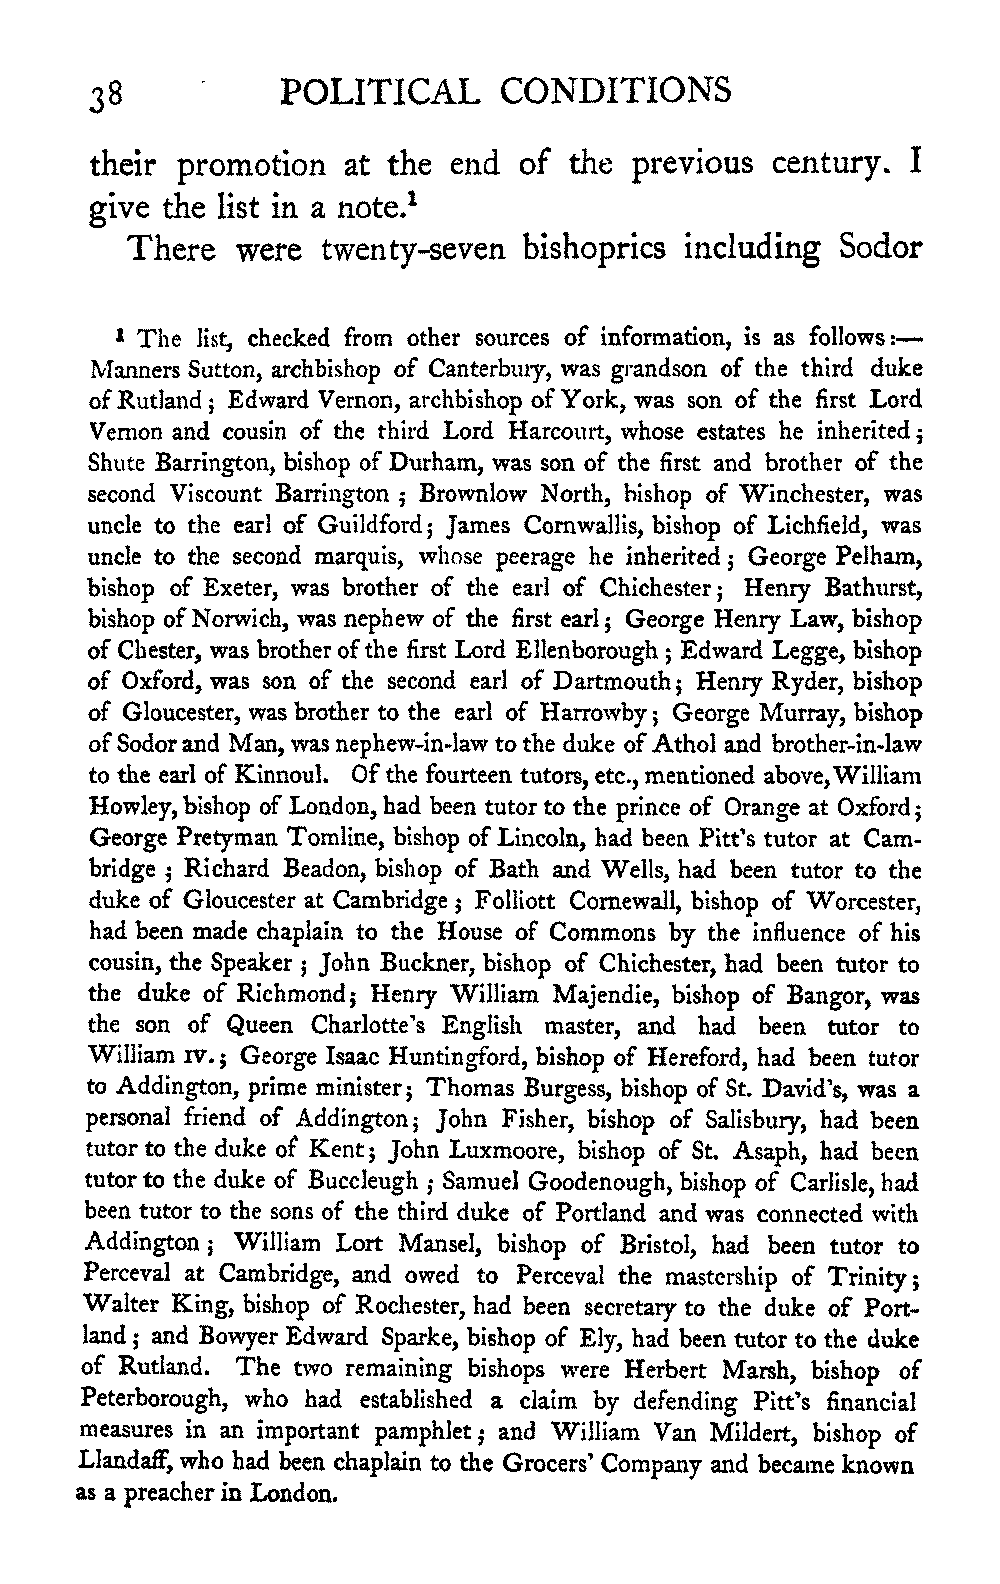 38 POLITICAL CONDITIONS
their promotion at the end of the previous century. I
give the list in a note.¹
There were twenty-seven bishoprics including Sodor
¹ The list, checked from other sources of information, is as follows:—
Manners Sutton, archbishop of Canterbury, was grandson of the third duke
of Rutland; Edward Vernon, archbishop of York, was son of the first Lord
Vernon and cousin of the third Lord Harcourt, whose estates he inherited;
Shute Barrington, bishop of Durham, was son of the first and brother of the
second Viscount Barrington; Brownlow North, bishop of Winchester, was
uncle to the earl of Guildford; James Cornwallis, bishop of Lichfield, was
uncle to the second marquis, whose peerage he inherited; George Pelham,
bishop of Exeter, was brother of the earl of Chichester; Henry Bathurst,
bishop of Norwich, was nephew of the first earl; George Henry Law, bishop
of Chester, was brother of the first Lord Ellenborough; Edward Legge, bishop
of Oxford, was son of the second earl of Dartmouth; Henry Ryder, bishop
of Gloucester, was brother to the earl of Harrowby; George Murray, bishop
of Sodor and Man, was nephew-in-law to the duke of Athol and brother-in-law
to the earl of Kinnoul. Of the fourteen tutors, etc., mentioned above, William
Howley, bishop of London, had been tutor to the prince of Orange at Oxford;
George Pretyman Tomline, bishop of Lincoln, had been Pitt's tutor at Cam-
bridge; Richard Beadon, bishop of Bath and Wells, had been tutor to the
duke of Gloucester at Cambridge; Folliott Cornewall, bishop of Worcester,
had been made chaplain to the House of Commons by the influence of his
cousin, the Speaker; John Buckner, bishop of Chichester, had been tutor to
the duke of Richmond; Henry William Majendie, bishop of Bangor, was
the son of Queen Charlotte's English master, and had been tutor to
William IV.; George Isaac Huntingford, bishop of Hereford, had been tutor
to Addington, prime minister; Thomas Burgess, bishop of St. David's, was a
personal friend of Addington; John Fisher, bishop of Salisbury, had been
tutor to the duke of Kent; John Luxmoore, bishop of St. Asaph, had been
tutor to the duke of Buccleugh; Samuel Goodenough, bishop of Carlisle, had
been tutor to the sons of the third duke of Portland and was connected with
Addington; William Lort Mansel, bishop of Bristol, had been tutor to
Perceval at Cambridge, and owed to Perceval the mastership of Trinity;
Walter King, bishop of Rochester, had been secretary to the duke of Port-
land; and Bowyer Edward Sparke, bishop of Ely, had been tutor to the duke
of Rutland. The two remaining bishops were Herbert Marsh, bishop of
Peterborough, who had established a claim by defending Pitt's financial
measures in an important pamphlet; and William Van Mildert, bishop of
Llandaff, who had been chaplain to the Grocers' Company and became known
as a preacher in London.